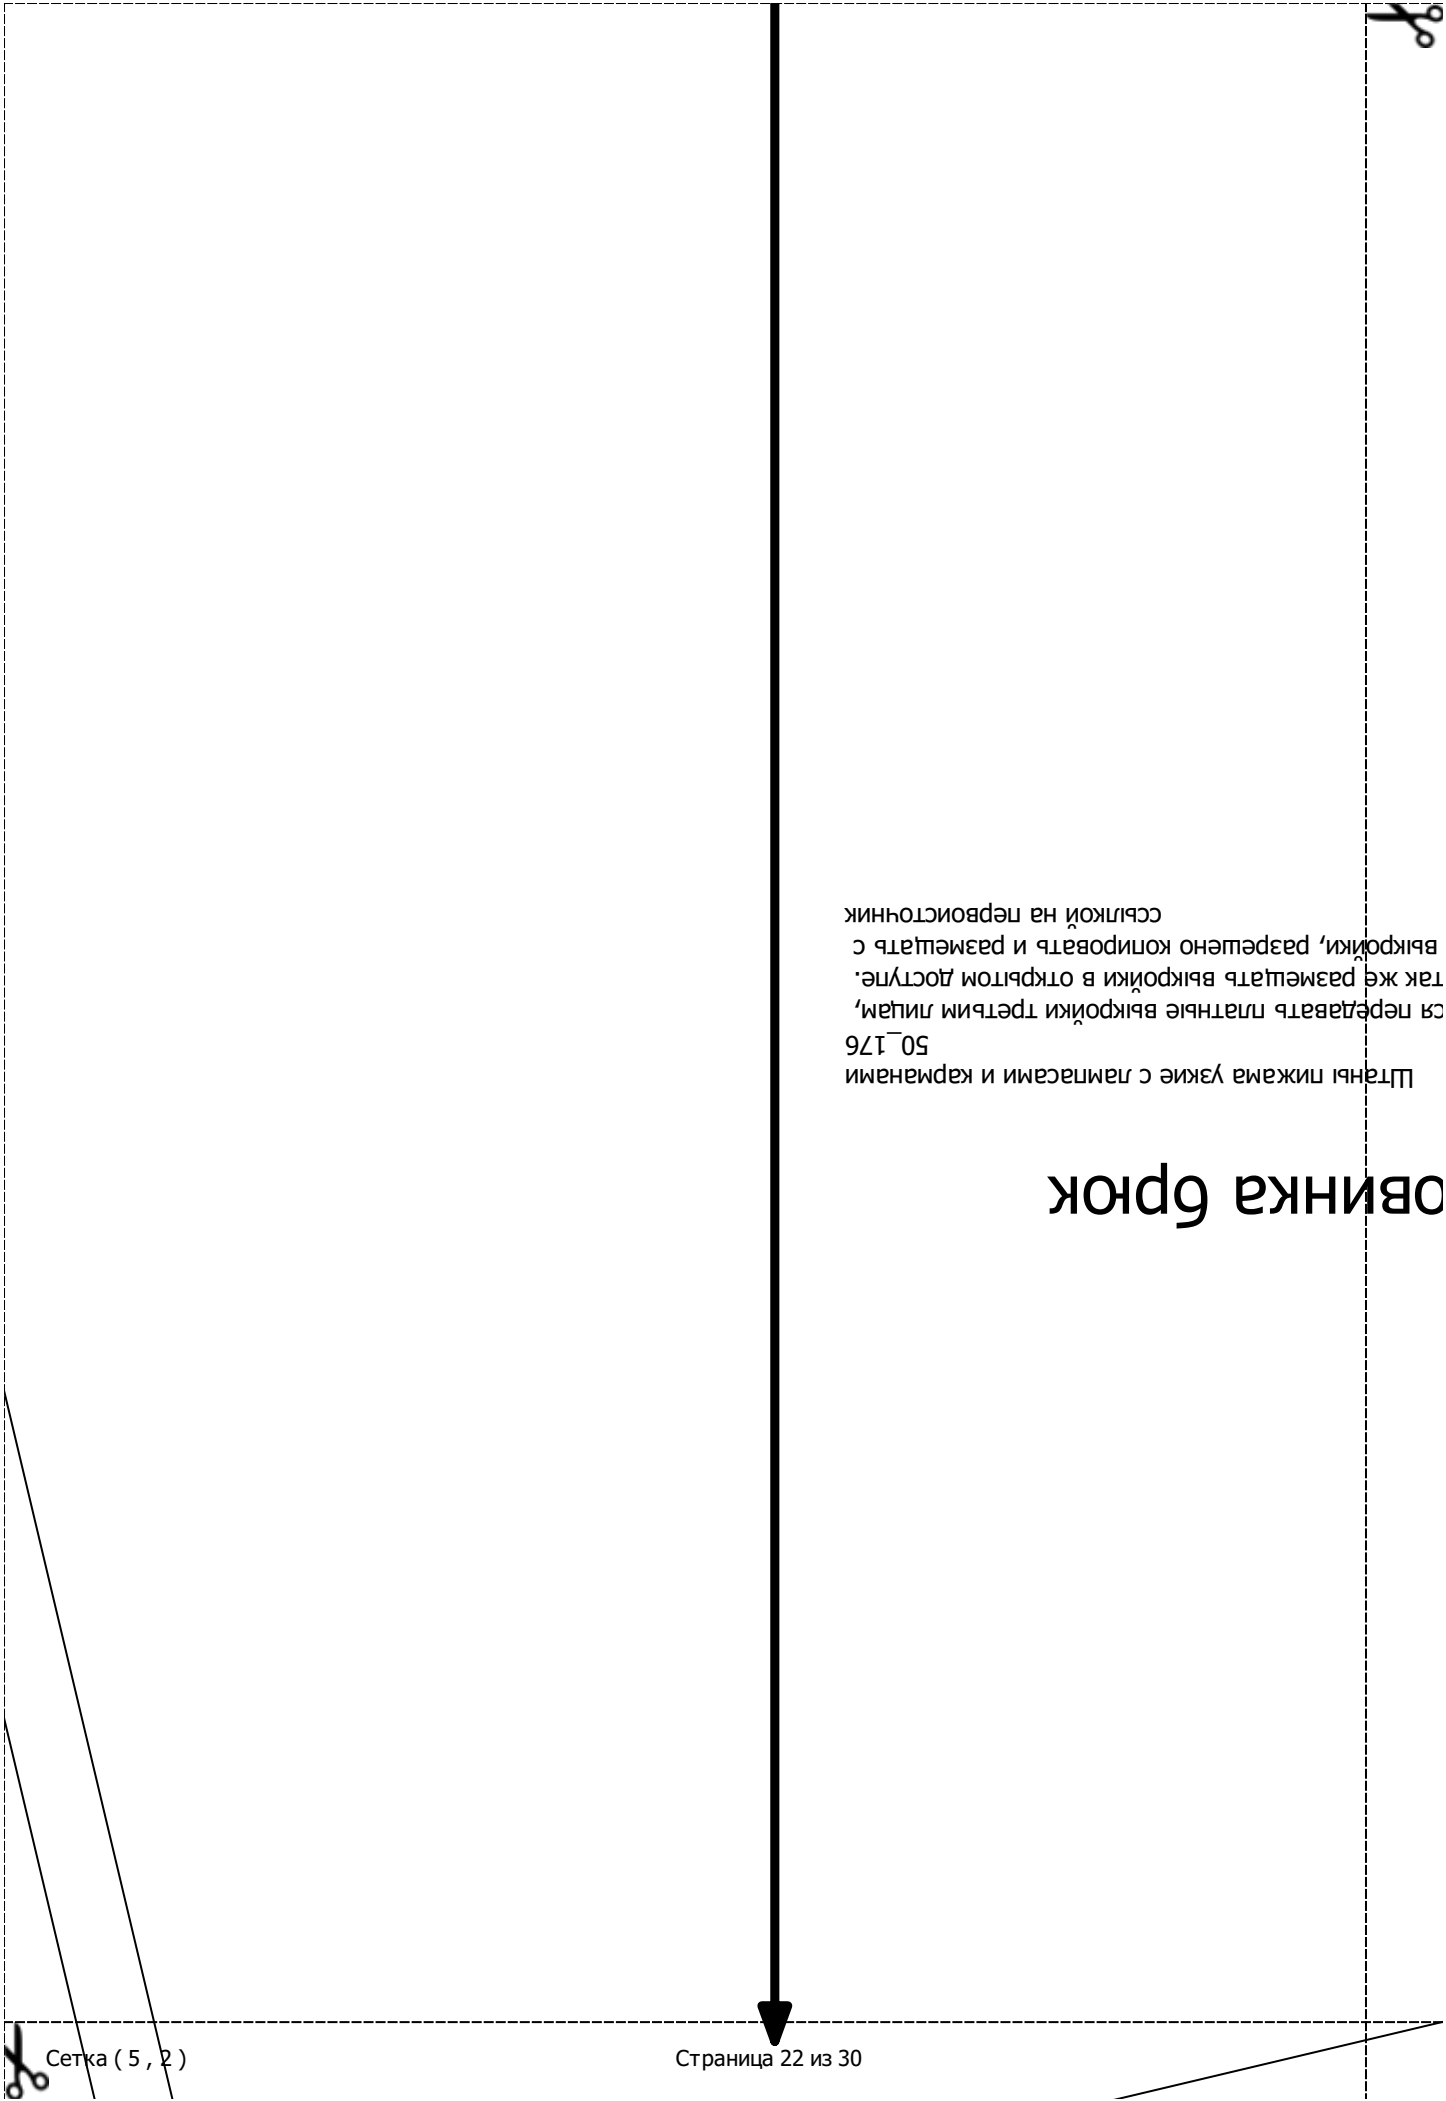 овинка брюк
Штаны пижама узкие с лампасами и карманами
50_176
ся передавать платные выкройки третьим лицам,
так же размещать выкройки в открытом доступе.
выкройки, разрешено копировать и размещать с
ссылкой на первоисточник
Сетка ( 5 , 2 )
Страница 22 из 30